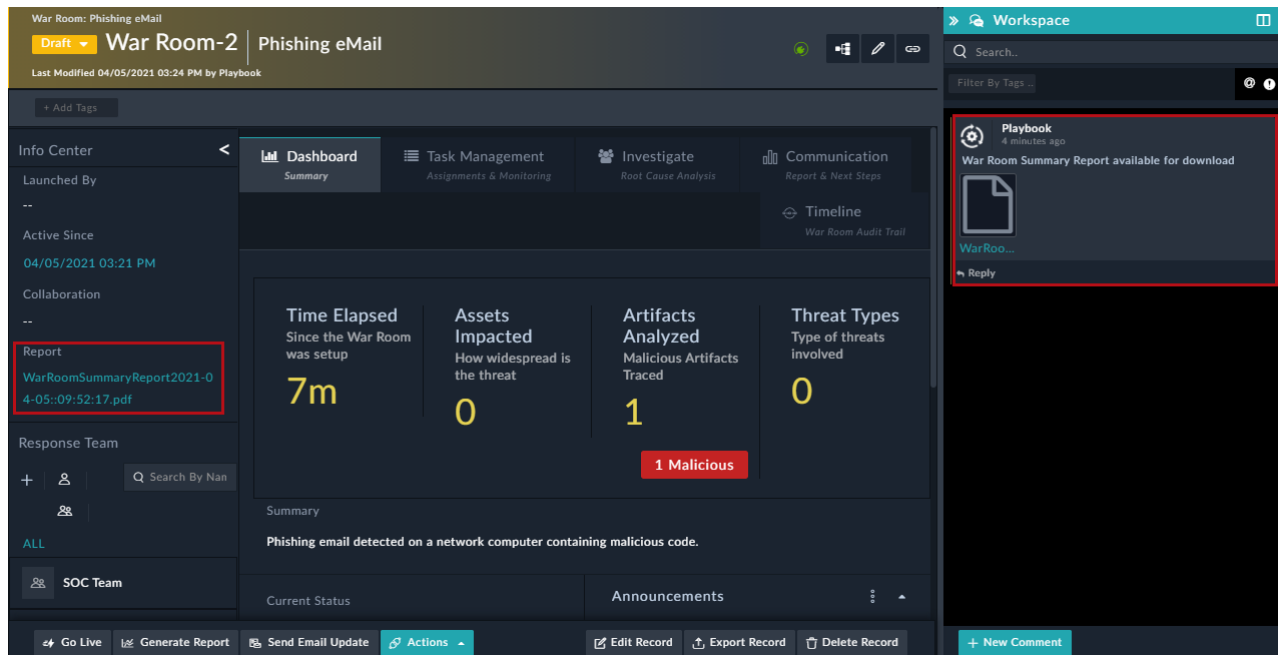 War Room: Phishing eMail
Draft
War Room-2
Phishing eMail
Last Modified 04/05/2021 03:24 PM by Playbook
+ Add Tags
Info Center
<
Launched By
--
Active Since
04/05/2021 03:21 PM
Collaboration
--
Report
WarRoomSummaryReport2021-0
4-05::09:52:17.pdf
Response Team
+
Search By Nan
ALL
SOC Team
Dashboard
Summary
Task Management
Assignments & Monitoring
Investigate
Root Cause Analysis
Communication
Report & Next Steps
Timeline
War Room Audit Trail
Time Elapsed
Since the War Room
was setup
7m
Assets
Impacted
How widespread is
the threat
0
Artifacts
Analyzed
Malicious Artifacts
Traced
1
1 Malicious
Threat Types
Type of threats
involved
0
Summary
Phishing email detected on a network computer containing malicious code.
Current Status
Announcements
Go Live
Generate Report
Send Email Update
Actions
Edit Record
Export Record
Delete Record
» Workspace
Search..
Filter By Tags ..
@
Playbook
4 minutes ago
War Room Summary Report available for download
WarRoo...
Reply
+ New Comment